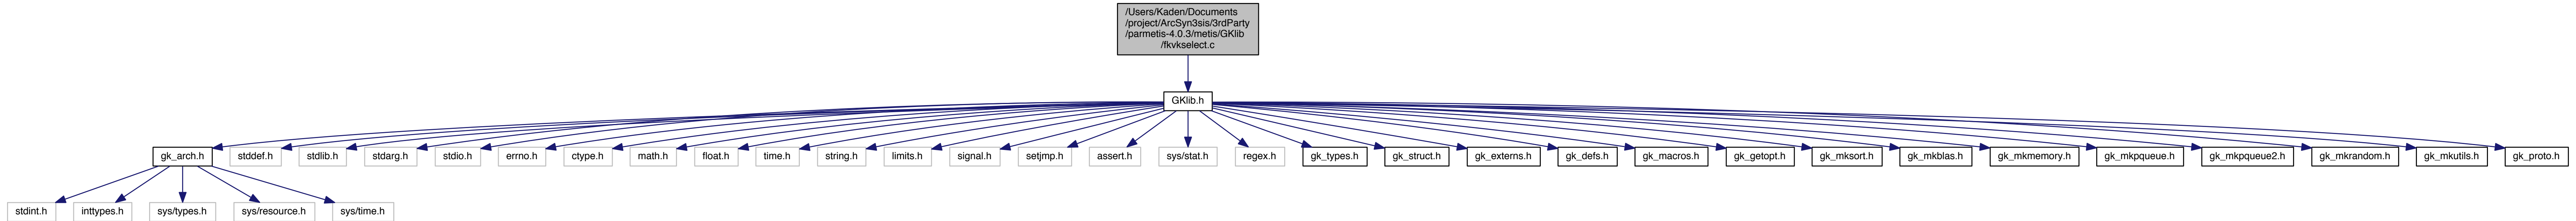 /Users/Kaden/Documents
/project/ArcSyn3sis/3rdParty
/parmetis-4.0.3/metis/GKlib
/fkvkselect.c
GKlib.h
gk_arch.h
stddef.h
stdlib.h
stdarg.h
stdio.h
errno.h
ctype.h
math.h
float.h
time.h
string.h
limits.h
signal.h
setjmp.h
assert.h
sys/stat.h
regex.h
gk_types.h
gk_struct.h
gk_externs.h
gk_defs.h
gk_macros.h
gk_getopt.h
gk_mksort.h
gk_mkblas.h
gk_mkmemory.h
gk_mkpqueue.h
gk_mkpqueue2.h
gk_mkrandom.h
gk_mkutils.h
gk_proto.h
stdint.h
inttypes.h
sys/types.h
sys/resource.h
sys/time.h